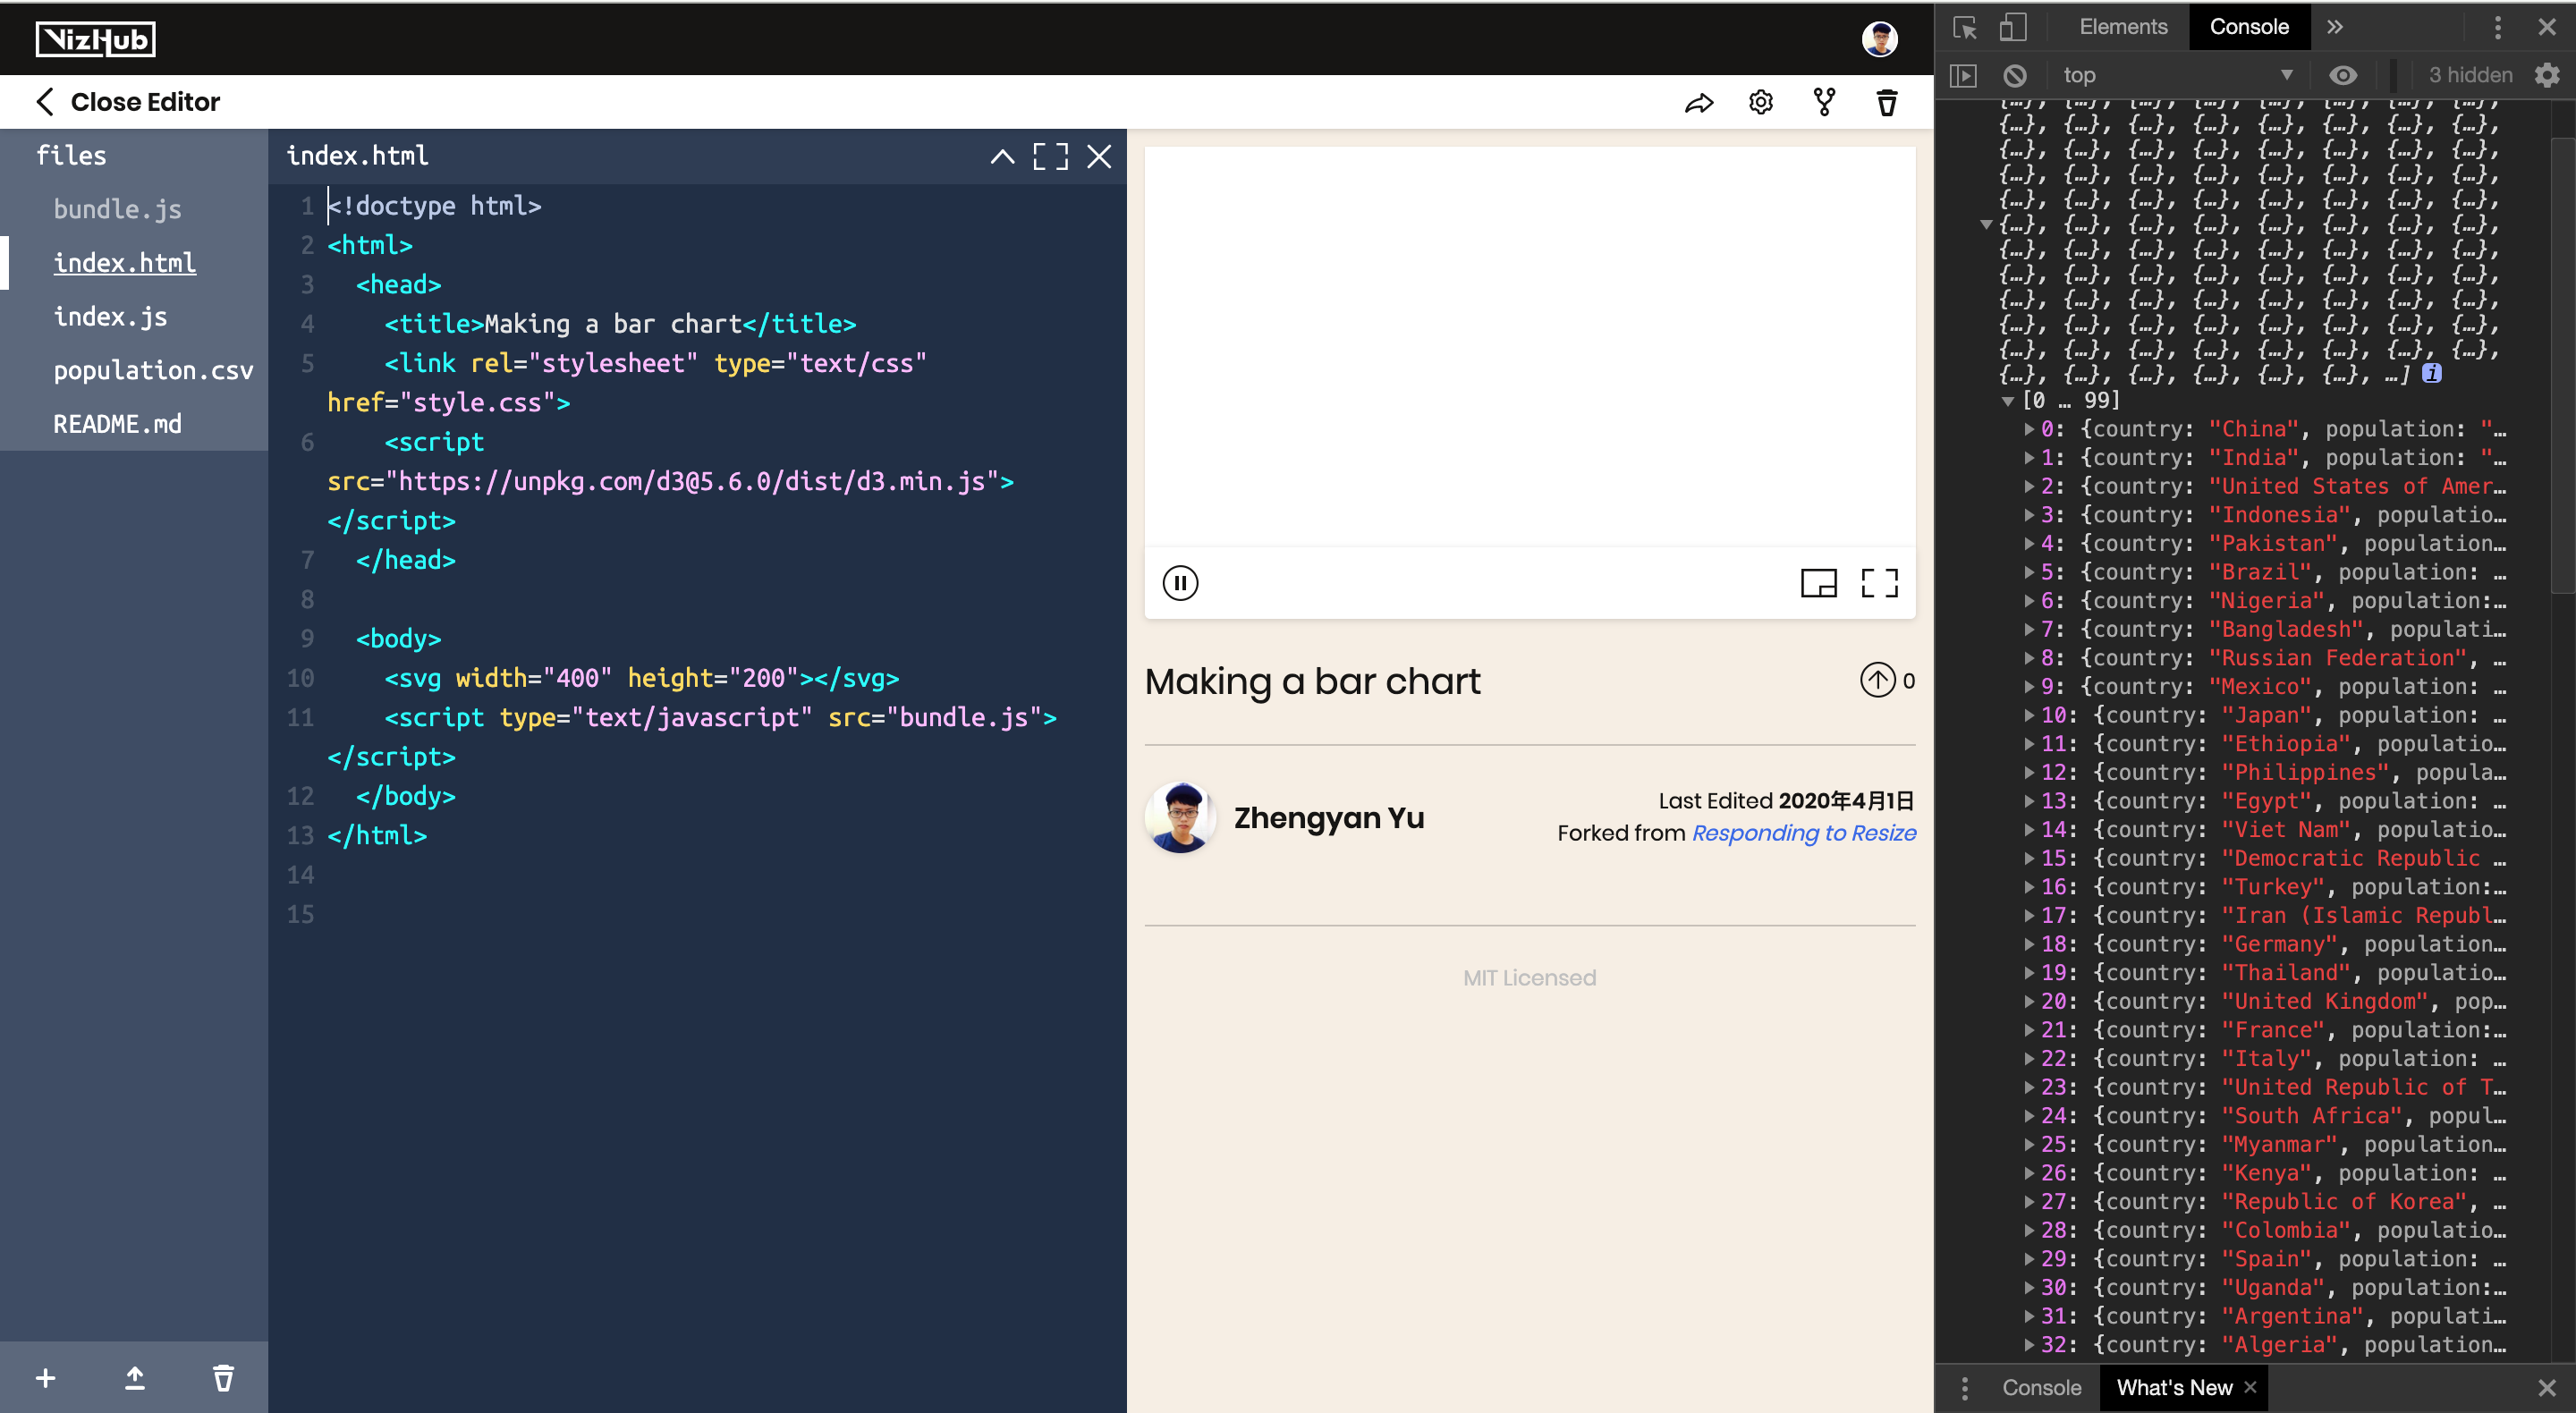 VizHub
Close Editor
files
bundle.js
index.html
index.js
population.csv
README.md
index.html
1 <!doctype html>
2 <html>
3 <head>
4 <title>Making a bar chart</title>
5 <link rel="stylesheet" type="text/css"
href="style.css">
6 <script
src="https://unpkg.com/d3@5.6.0/dist/d3.min.js">
</script>
7 </head>
8
9 <body>
10 <svg width="400" height="200"></svg>
11 <script type="text/javascript" src="bundle.js">
</script>
12 </body>
13 </html>
14
15
Making a bar chart
0
Zhengyan Yu
Last Edited 2020年4月1日
Forked from Responding to Resize
MIT Licensed
Elements Console »
top ▼ 3 hidden
{…}, {…}, {…}, {…}, {…}, {…}, {…}, {…},
{…}, {…}, {…}, {…}, {…}, {…}, {…}, {…},
{…}, {…}, {…}, {…}, {…}, {…}, {…}, {…},
{…}, {…}, {…}, {…}, {…}, {…}, {…}, {…},
{…}, {…}, {…}, {…}, {…}, {…}, {…}, {…},
▼{…}, {…}, {…}, {…}, {…}, {…}, {…}, {…},
{…}, {…}, {…}, {…}, {…}, {…}, {…}, {…},
{…}, {…}, {…}, {…}, {…}, {…}, {…}, {…},
{…}, {…}, {…}, {…}, {…}, {…}, {…}, {…},
{…}, {…}, {…}, {…}, {…}, {…}, {…}, {…},
{…}, {…}, {…}, {…}, {…}, {…}, {…}, {…},
{…}, {…}, {…}, {…}, {…}, {…}, …] i
▼[0 … 99]
▶0: {country: "China", population: "…
▶1: {country: "India", population: "…
▶2: {country: "United States of Amer…
▶3: {country: "Indonesia", populatio…
▶4: {country: "Pakistan", population…
▶5: {country: "Brazil", population: …
▶6: {country: "Nigeria", population:…
▶7: {country: "Bangladesh", populati…
▶8: {country: "Russian Federation", …
▶9: {country: "Mexico", population: …
▶10: {country: "Japan", population: …
▶11: {country: "Ethiopia", populatio…
▶12: {country: "Philippines", popula…
▶13: {country: "Egypt", population: …
▶14: {country: "Viet Nam", populatio…
▶15: {country: "Democratic Republic …
▶16: {country: "Turkey", population:…
▶17: {country: "Iran (Islamic Republ…
▶18: {country: "Germany", population…
▶19: {country: "Thailand", populatio…
▶20: {country: "United Kingdom", pop…
▶21: {country: "France", population:…
▶22: {country: "Italy", population: …
▶23: {country: "United Republic of T…
▶24: {country: "South Africa", popul…
▶25: {country: "Myanmar", population…
▶26: {country: "Kenya", population: …
▶27: {country: "Republic of Korea", …
▶28: {country: "Colombia", populatio…
▶29: {country: "Spain", population: …
▶30: {country: "Uganda", population:…
▶31: {country: "Argentina", populati…
▶32: {country: "Algeria", population…
Console What's New